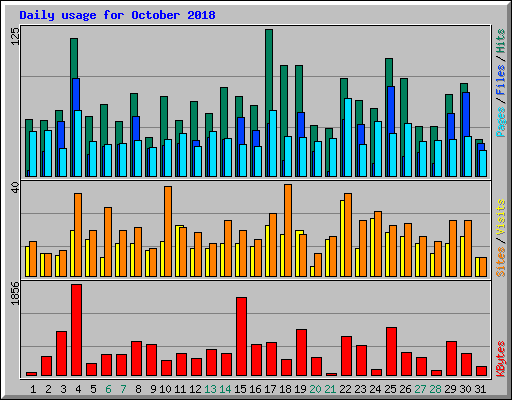 Daily usage for October 2018
125
Pages / Files / Hits
40
Sites / Visits
1856
KBytes
1 2 3 4 5 6 7 8 9 10 11 12 13 14 15 16 17 18 19 20 21 22 23 24 25 26 27 28 29 30 31